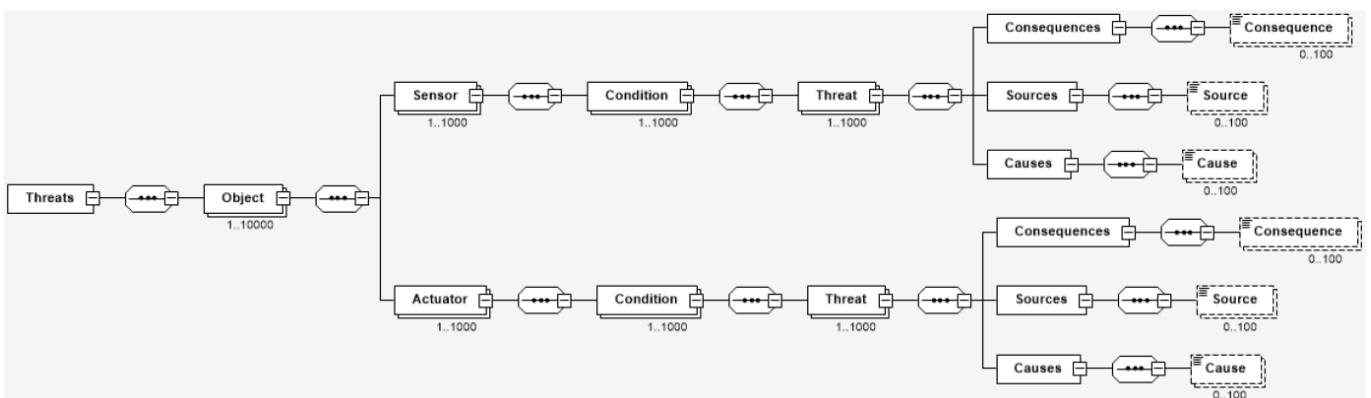 Consequences
Consequence
0..100
Sensor
Condition
Threat
Sources
Source
1..1000
1..1000
1..1000
0..100
Causes
Cause
0..100
Threats
Object
1..10000
Consequences
Consequence
0..100
Actuator
Condition
Threat
Sources
Source
1..1000
1..1000
1..1000
0..100
Causes
Cause
0..100